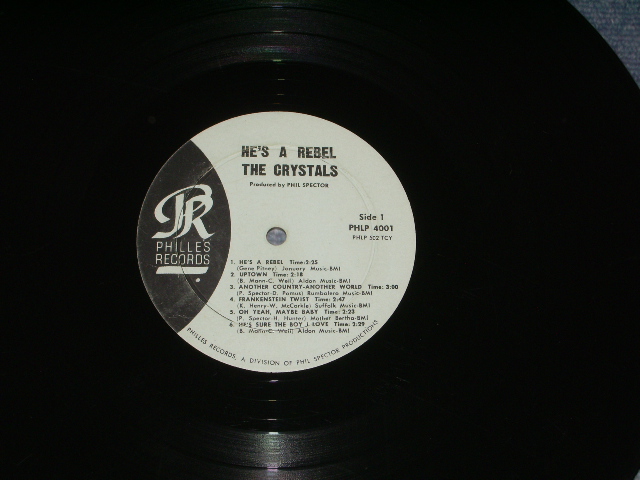 HE'S A REBEL
THE CRYSTALS
Produced by PHIL SPECTOR
Side 1
PHLP 4001
PHLP 502 TCY
PR
PHILLES
RECORDS
1. HE'S A REBEL Time: 2:25
(Gene Pitney) January Music-BMI
2. UPTOWN Time: 2:18
(B. Mann-C. Weil) Aldon Music-BMI
3. ANOTHER COUNTRY-ANOTHER WORLD Time: 3:00
(P. Spector-D. Pomus) Rumbalero Music-BMI
4. FRANKENSTEIN TWIST Time: 2:47
(K. Henry-W. McCorkle) Suffolk Music-BMI
5. OH YEAH, MAYBE BABY Time: 2:23
(P. Spector-H. Hunter) Mother Bertha-BMI
6. HE'S SURE THE BOY I LOVE Time: 2:29
(B. Mann-C. Weil) Aldon Music-BMI
PHILLES RECORDS, A DIVISION OF PHIL SPECTOR PRODUCTIONS